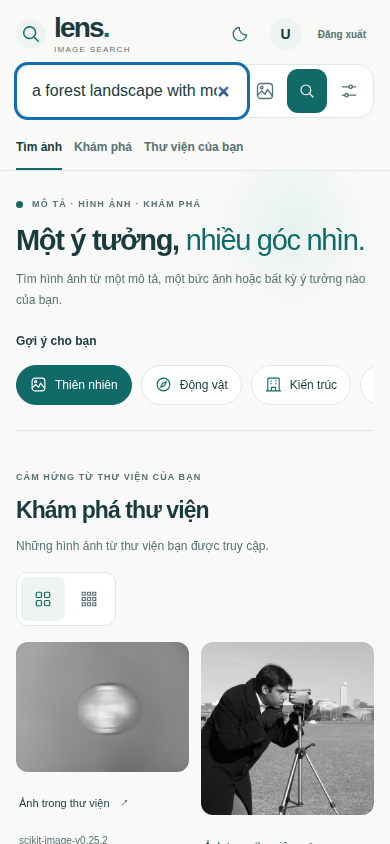 lens.
IMAGE SEARCH
U
Đăng xuất
a forest landscape with mo
Tìm ảnh
Khám phá
Thư viện của bạn
MÔ TẢ · HÌNH ẢNH · KHÁM PHÁ
Một ý tưởng, nhiều góc nhìn.
Tìm hình ảnh từ một mô tả, một bức ảnh hoặc bất kỳ ý tưởng nào
của bạn.
Gợi ý cho bạn
Thiên nhiên
Động vật
Kiến trúc
CẢM HỨNG TỪ THƯ VIỆN CỦA BẠN
Khám phá thư viện
Những hình ảnh từ thư viện bạn được truy cập.
Ảnh trong thư viện ↗
scikit-image-v0.25.2